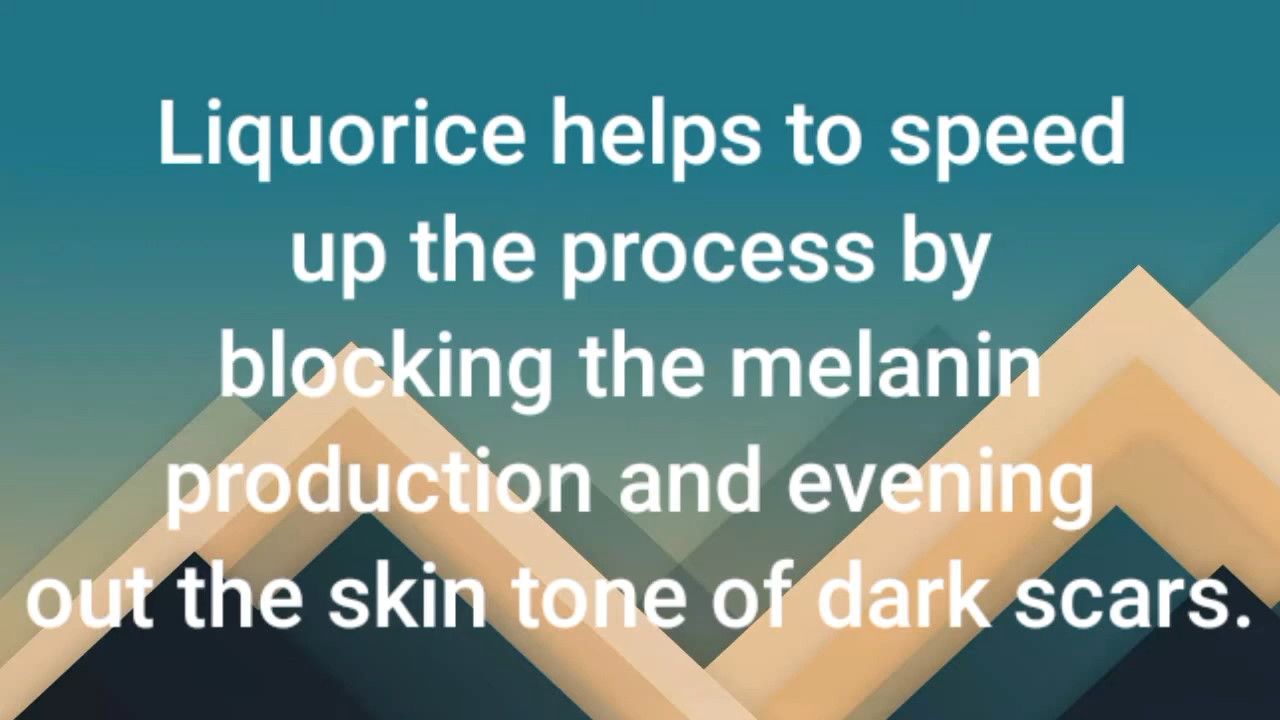 Liquorice helps to speed
up the process by
blocking the melanin
production and evening
out the skin tone of dark scars.